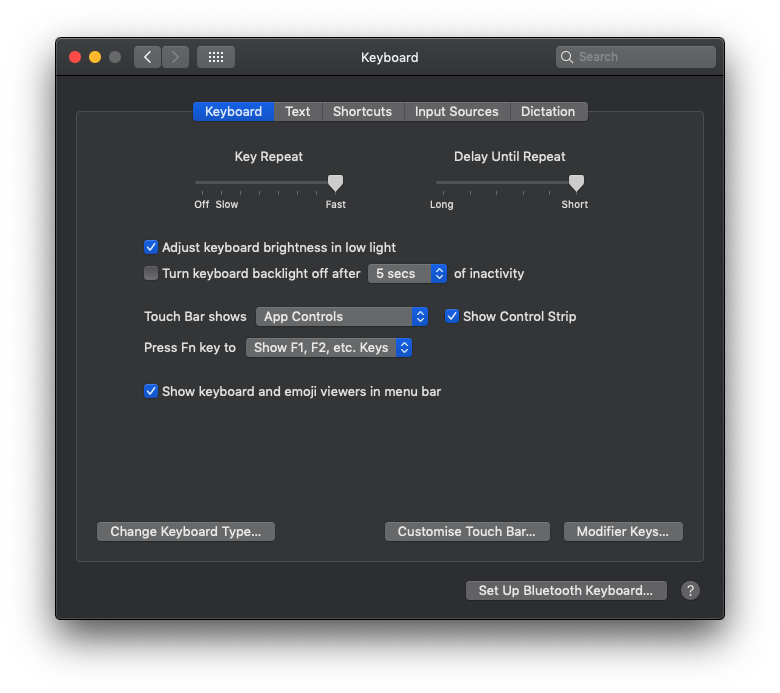 Keyboard
Search
Keyboard Text Shortcuts Input Sources Dictation
Key Repeat Delay Until Repeat
Off Slow Fast Long Short
Adjust keyboard brightness in low light
Turn keyboard backlight off after 5 secs of inactivity
Touch Bar shows App Controls Show Control Strip
Press Fn key to Show F1, F2, etc. Keys
Show keyboard and emoji viewers in menu bar
Change Keyboard Type... Customise Touch Bar... Modifier Keys...
Set Up Bluetooth Keyboard... ?